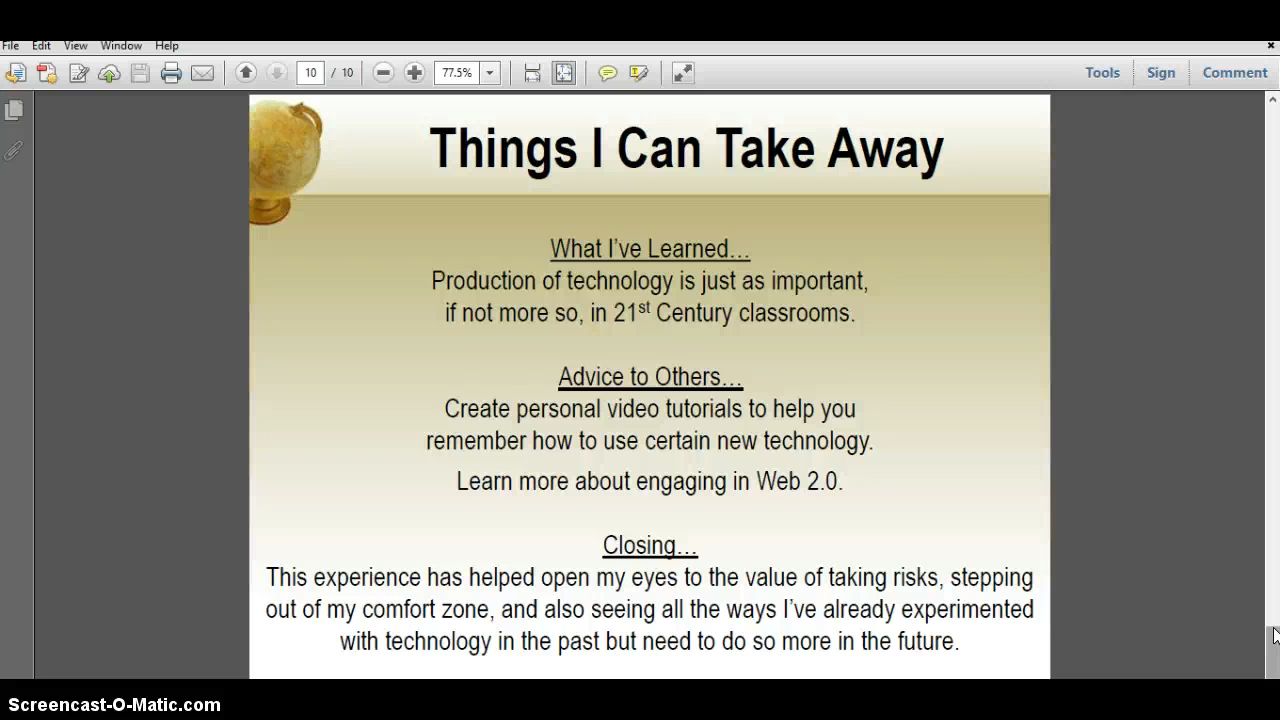 File Edit View Window Help
10 / 10 77.5% Tools Sign Comment
Things I Can Take Away
What I've Learned…
Production of technology is just as important,
if not more so, in 21st Century classrooms.
Advice to Others…
Create personal video tutorials to help you
remember how to use certain new technology.
Learn more about engaging in Web 2.0.
Closing…
This experience has helped open my eyes to the value of taking risks, stepping
out of my comfort zone, and also seeing all the ways I've already experimented
with technology in the past but need to do so more in the future.
Screencast-O-Matic.com